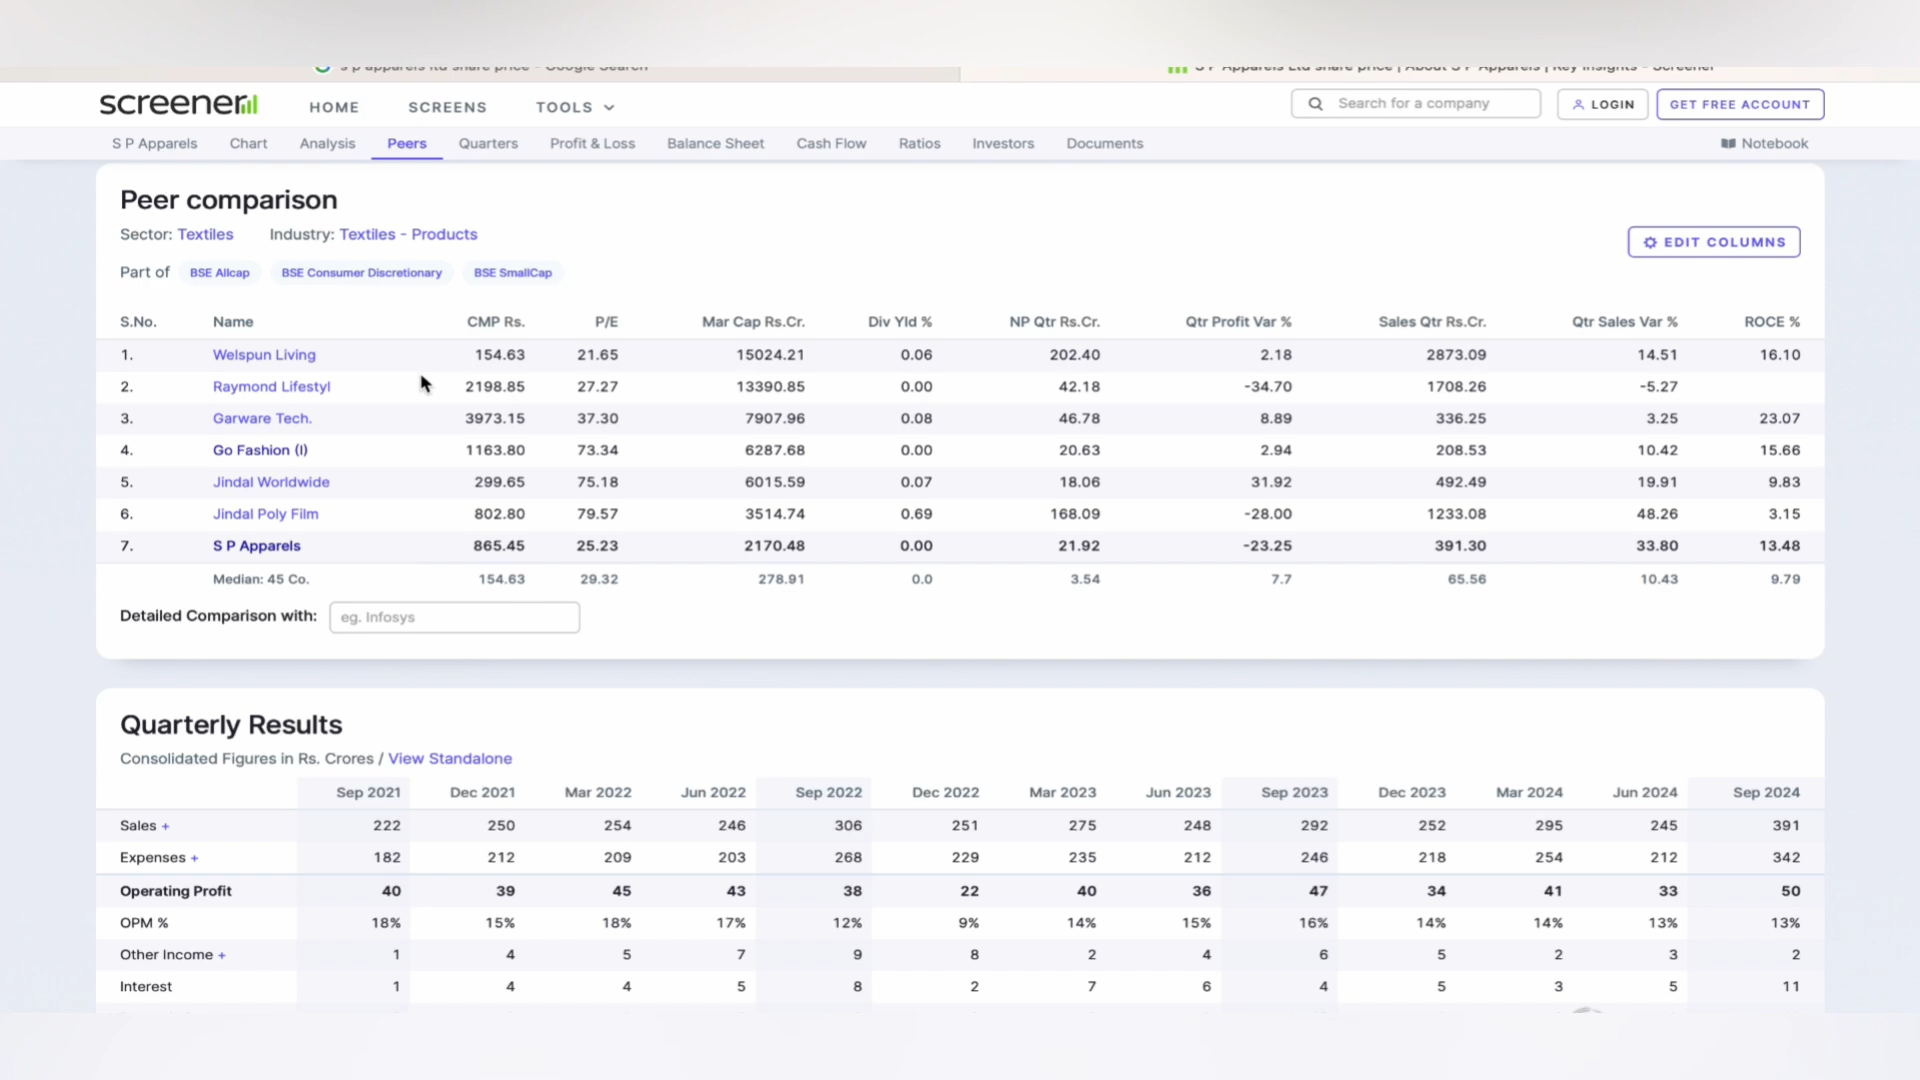 s p apparels ltd share price - Google Search
S P Apparels Ltd share price | About S P Apparels | Key Insights - Screener
screener
HOME
SCREENS
TOOLS
Search for a company
LOGIN
GET FREE ACCOUNT
S P Apparels Chart Analysis Peers Quarters Profit & Loss Balance Sheet Cash Flow Ratios Investors Documents Notebook
Peer comparison
Sector: Textiles Industry: Textiles - Products
EDIT COLUMNS
Part of BSE Allcap BSE Consumer Discretionary BSE SmallCap
S.No. Name CMP Rs. P/E Mar Cap Rs.Cr. Div Yld % NP Qtr Rs.Cr. Qtr Profit Var % Sales Qtr Rs.Cr. Qtr Sales Var % ROCE %
1. Welspun Living 154.63 21.65 15024.21 0.06 202.40 2.18 2873.09 14.51 16.10
2. Raymond Lifestyl 2198.85 27.27 13390.85 0.00 42.18 -34.70 1708.26 -5.27
3. Garware Tech. 3973.15 37.30 7907.96 0.08 46.78 8.89 336.25 3.25 23.07
4. Go Fashion (I) 1163.80 73.34 6287.68 0.00 20.63 2.94 208.53 10.42 15.66
5. Jindal Worldwide 299.65 75.18 6015.59 0.07 18.06 31.92 492.49 19.91 9.83
6. Jindal Poly Film 802.80 79.57 3514.74 0.69 168.09 -28.00 1233.08 48.26 3.15
7. S P Apparels 865.45 25.23 2170.48 0.00 21.92 -23.25 391.30 33.80 13.48
Median: 45 Co. 154.63 29.32 278.91 0.0 3.54 7.7 65.56 10.43 9.79
Detailed Comparison with: eg. Infosys
Quarterly Results
Consolidated Figures in Rs. Crores / View Standalone
Sep 2021 Dec 2021 Mar 2022 Jun 2022 Sep 2022 Dec 2022 Mar 2023 Jun 2023 Sep 2023 Dec 2023 Mar 2024 Jun 2024 Sep 2024
Sales + 222 250 254 246 306 251 275 248 292 252 295 245 391
Expenses + 182 212 209 203 268 229 235 212 246 218 254 212 342
Operating Profit 40 39 45 43 38 22 40 36 47 34 41 33 50
OPM % 18% 15% 18% 17% 12% 9% 14% 15% 16% 14% 14% 13% 13%
Other Income + 1 4 5 7 9 8 2 4 6 5 2 3 2
Interest 1 4 4 5 8 2 7 6 4 5 3 5 11